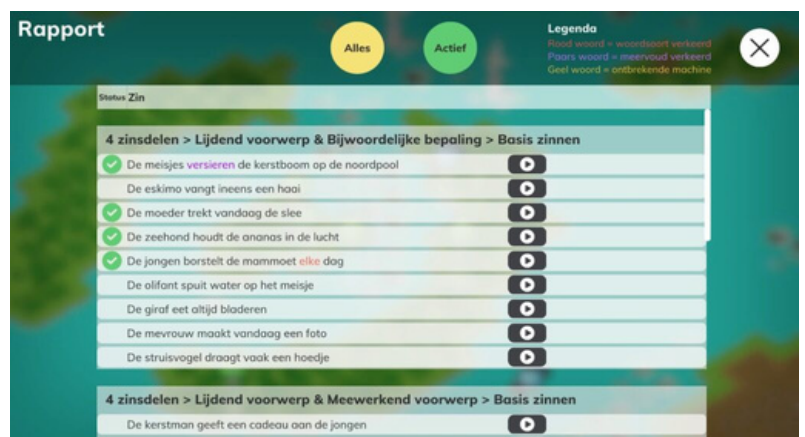 Rapport
Alles
Actief
Legenda
Rood woord = woordsoort verkeerd
Paars woord = meervoud verkeerd
Geel woord = ontbrekende machine
Status Zin
4 zinsdelen > Lijdend voorwerp & Bijwoordelijke bepaling > Basis zinnen
De meisjes versieren de kerstboom op de noordpool
De eskimo vangt ineens een haai
De moeder trekt vandaag de slee
De zeehond houdt de ananas in de lucht
De jongen borstelt de mammoet elke dag
De olifant spuit water op het meisje
De giraf eet altijd bladeren
De mevrouw maakt vandaag een foto
De struisvogel draagt vaak een hoedje
4 zinsdelen > Lijdend voorwerp & Meewerkend voorwerp > Basis zinnen
De kerstman geeft een cadeau aan de jongen